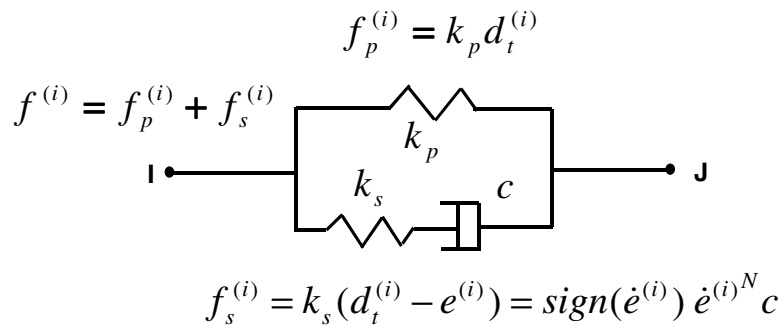 f_p^{(i)} = k_p d_t^{(i)}
f^{(i)} = f_p^{(i)} + f_s^{(i)}
k_p
I
J
k_s
c
f_s^{(i)} = k_s(d_t^{(i)} − e^{(i)}) = sign(ė^{(i)}) ė^{(i)^N} c